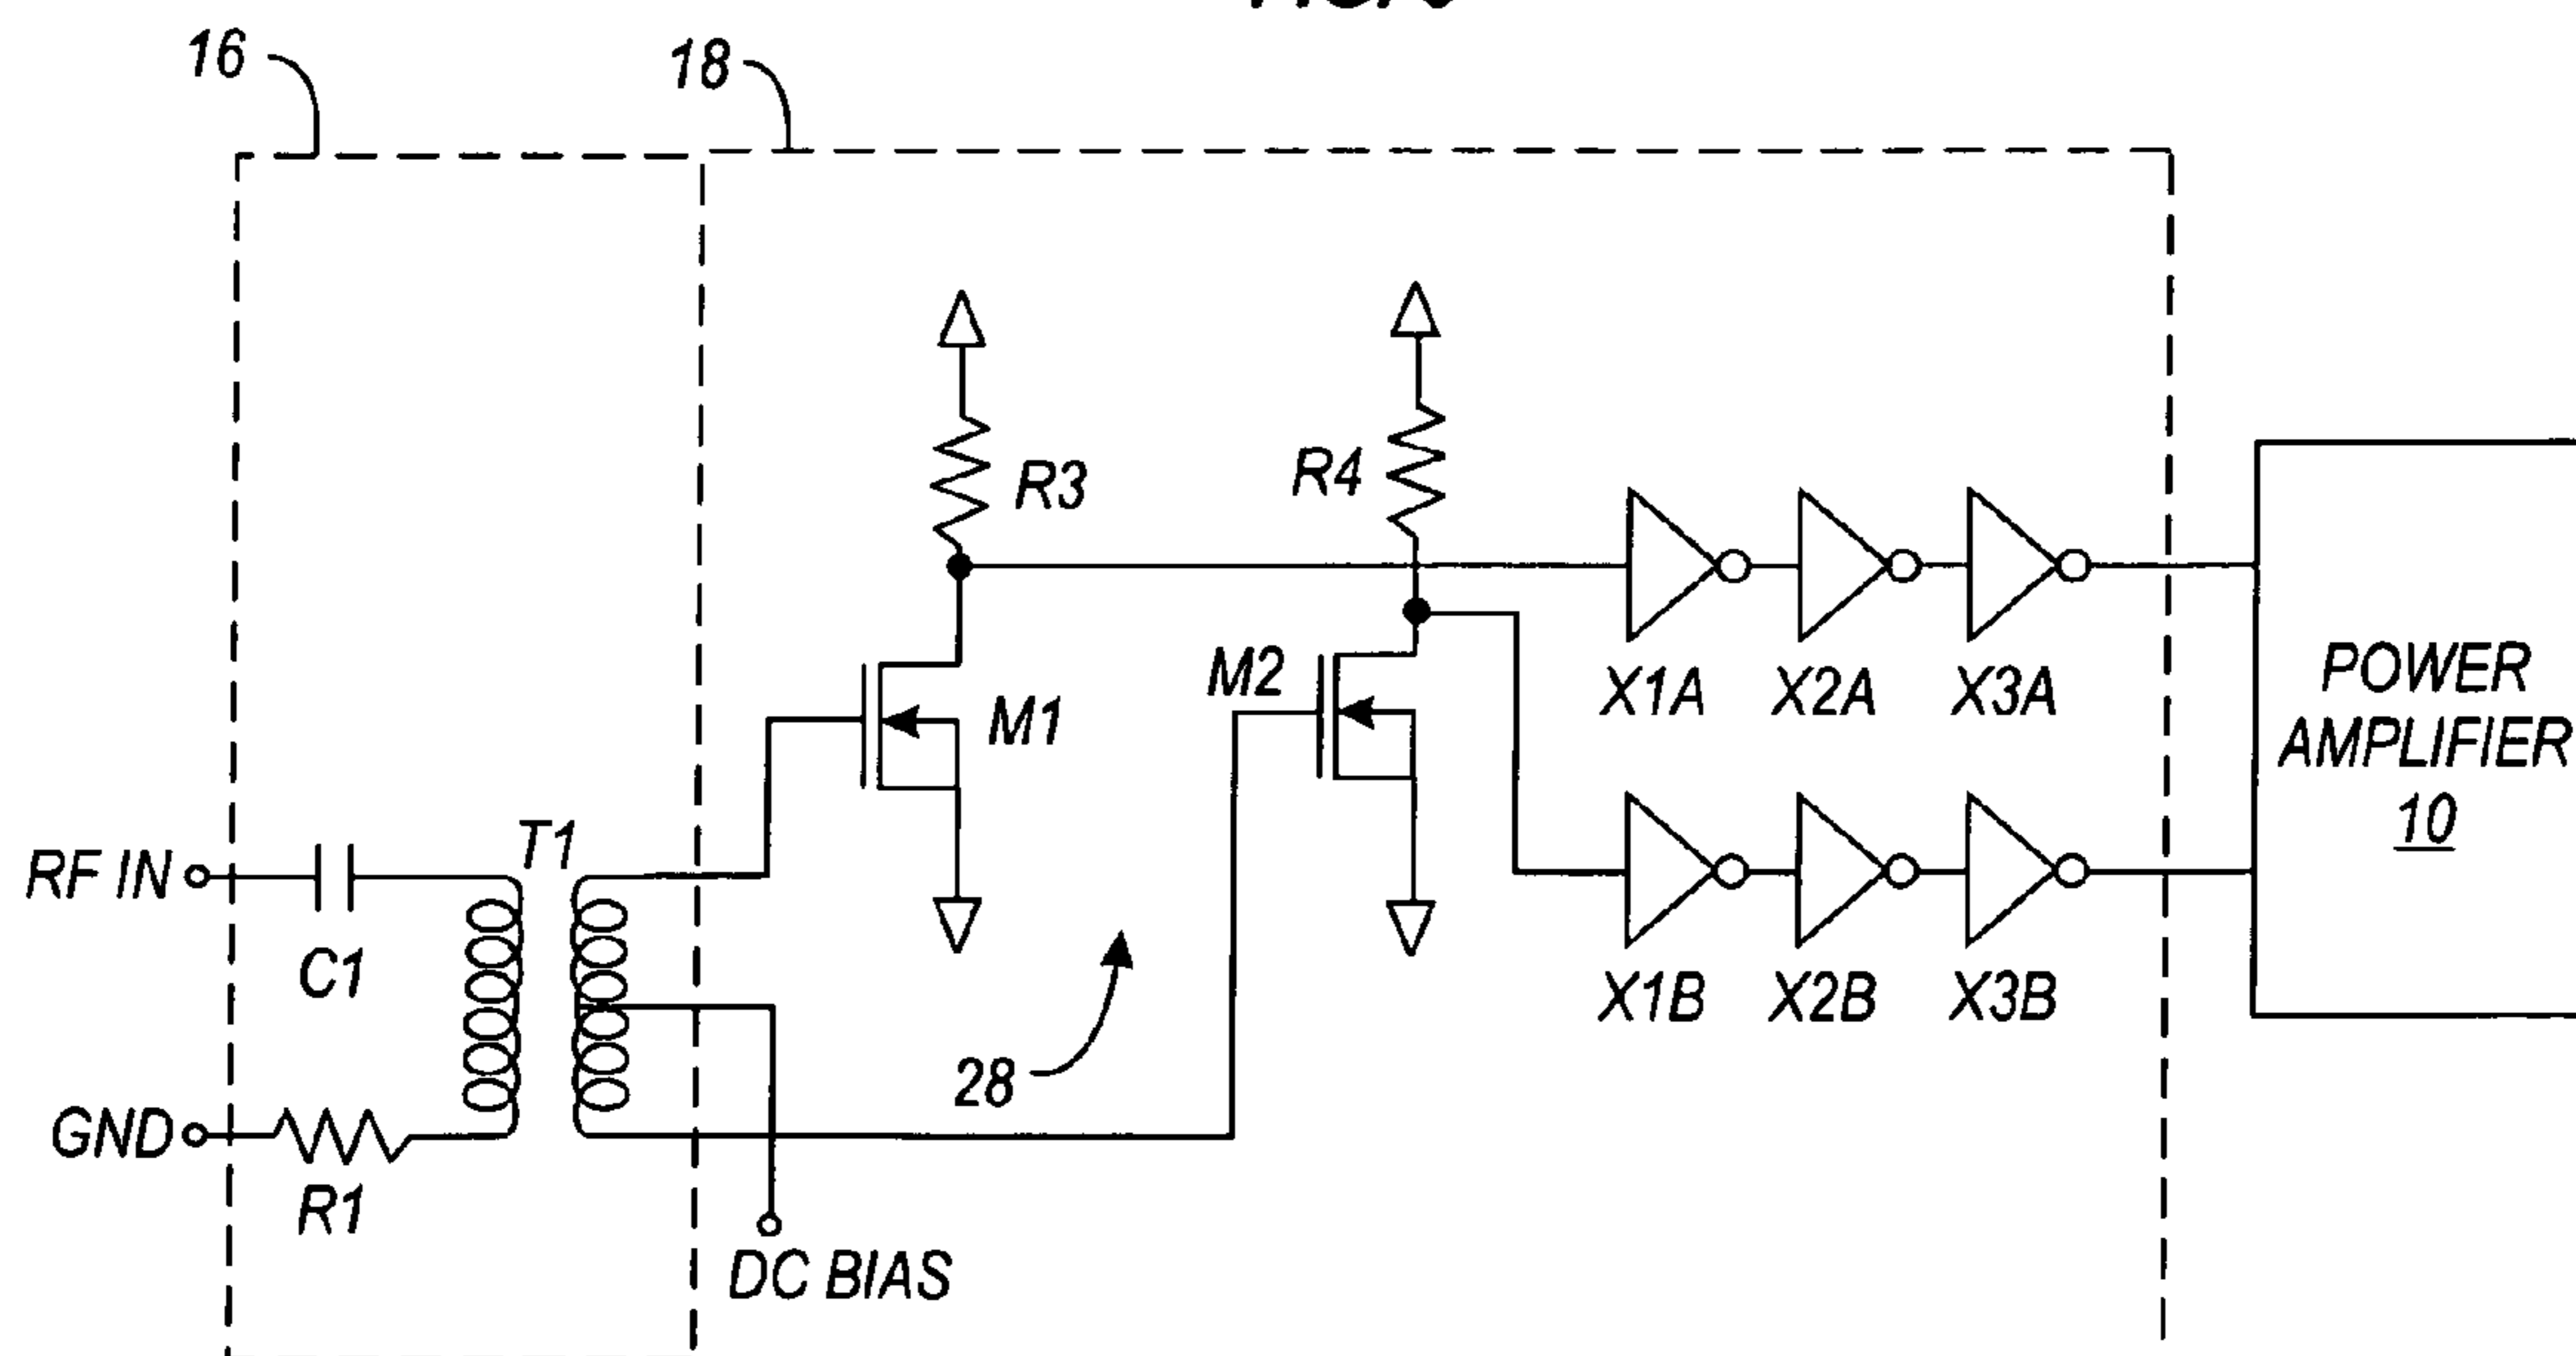 16
18
R3
R4
M1
M2
X1A
X2A
X3A
POWER
AMPLIFIER
10
RF IN
T1
C1
X1B
X2B
X3B
28
GND
R1
DC BIAS